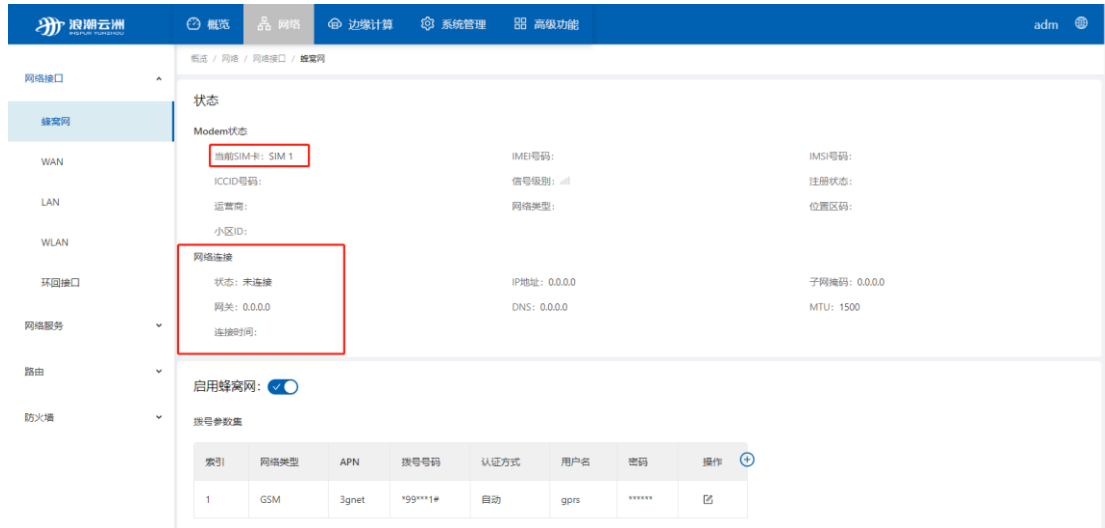 浪潮云洲
INSPUR YUNZHOU
概览 网络 边缘计算 系统管理 高级功能 adm
概览 / 网络 / 网络接口 / 蜂窝网
网络接口
蜂窝网
WAN
LAN
WLAN
环回接口
网络服务
路由
防火墙
状态
Modem状态
当前SIM卡: SIM 1 IMEI号码: IMSI号码:
ICCID号码: 信号级别: 注册状态:
运营商: 网络类型: 位置区码:
小区ID:
网络连接
状态: 未连接 IP地址: 0.0.0.0 子网掩码: 0.0.0.0
网关: 0.0.0.0 DNS: 0.0.0.0 MTU: 1500
连接时间:
启用蜂窝网:
拨号参数集
索引 网络类型 APN 拨号号码 认证方式 用户名 密码 操作
1 GSM 3gnet *99***1# 自动 gprs ******